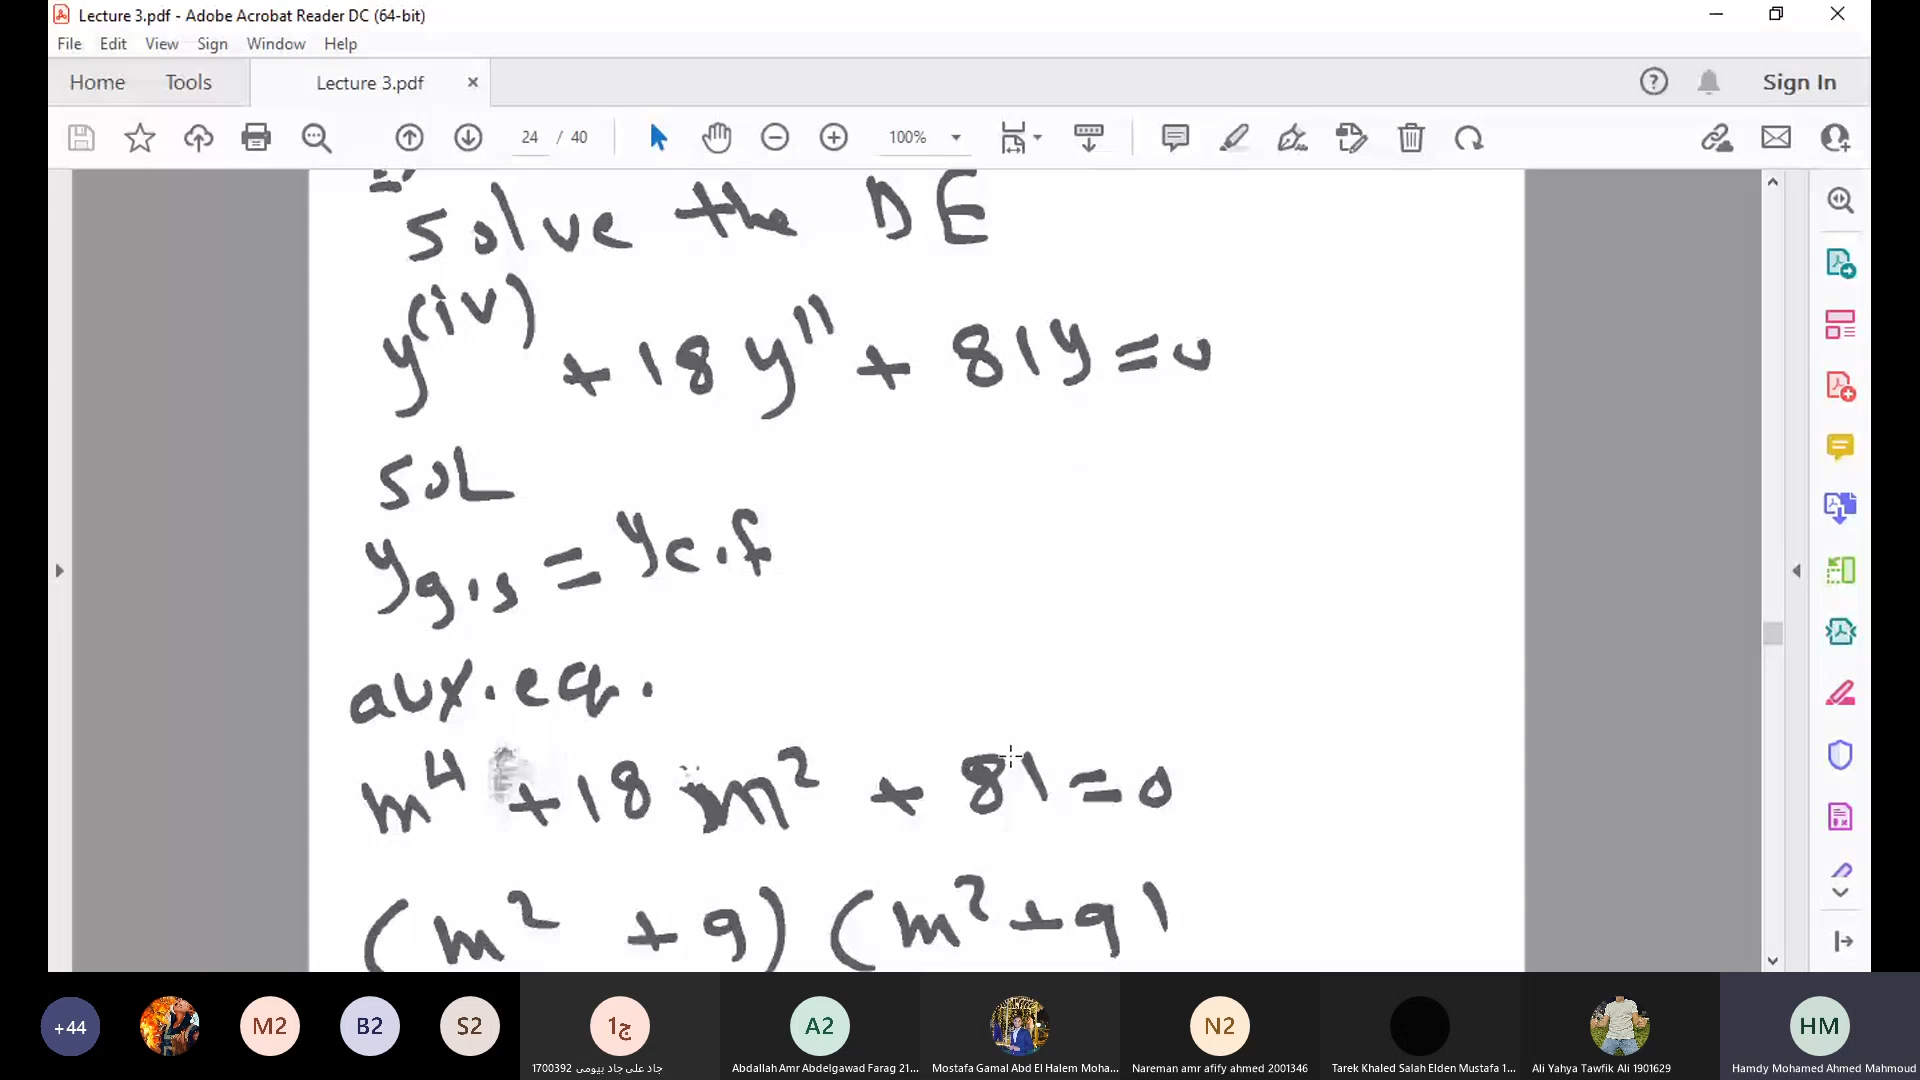 Lecture 3.pdf - Adobe Acrobat Reader DC (64-bit)
File Edit View Sign Window Help
Home Tools Lecture 3.pdf × Sign In
24 / 40 100%
Solve the DE
y^(iv) + 18 y'' + 81y = 0
SOL
y_g.s = y_c.f
aux.eq.
m^4 + 18 m^2 + 81 = 0
(m^2 + 9) (m^2 + 9)
+44 M2 B2 S2 ج1 A2 N2 HM
1700392 جاد على جاد بيومى
Abdallah Amr Abdelgawad Farag 21...
Mostafa Gamal Abd El Halem Moha...
Nareman amr afify ahmed 2001346
Tarek Khaled Salah Elden Mustafa 1...
Ali Yahya Tawfik Ali 1901629
Hamdy Mohamed Ahmed Mahmoud